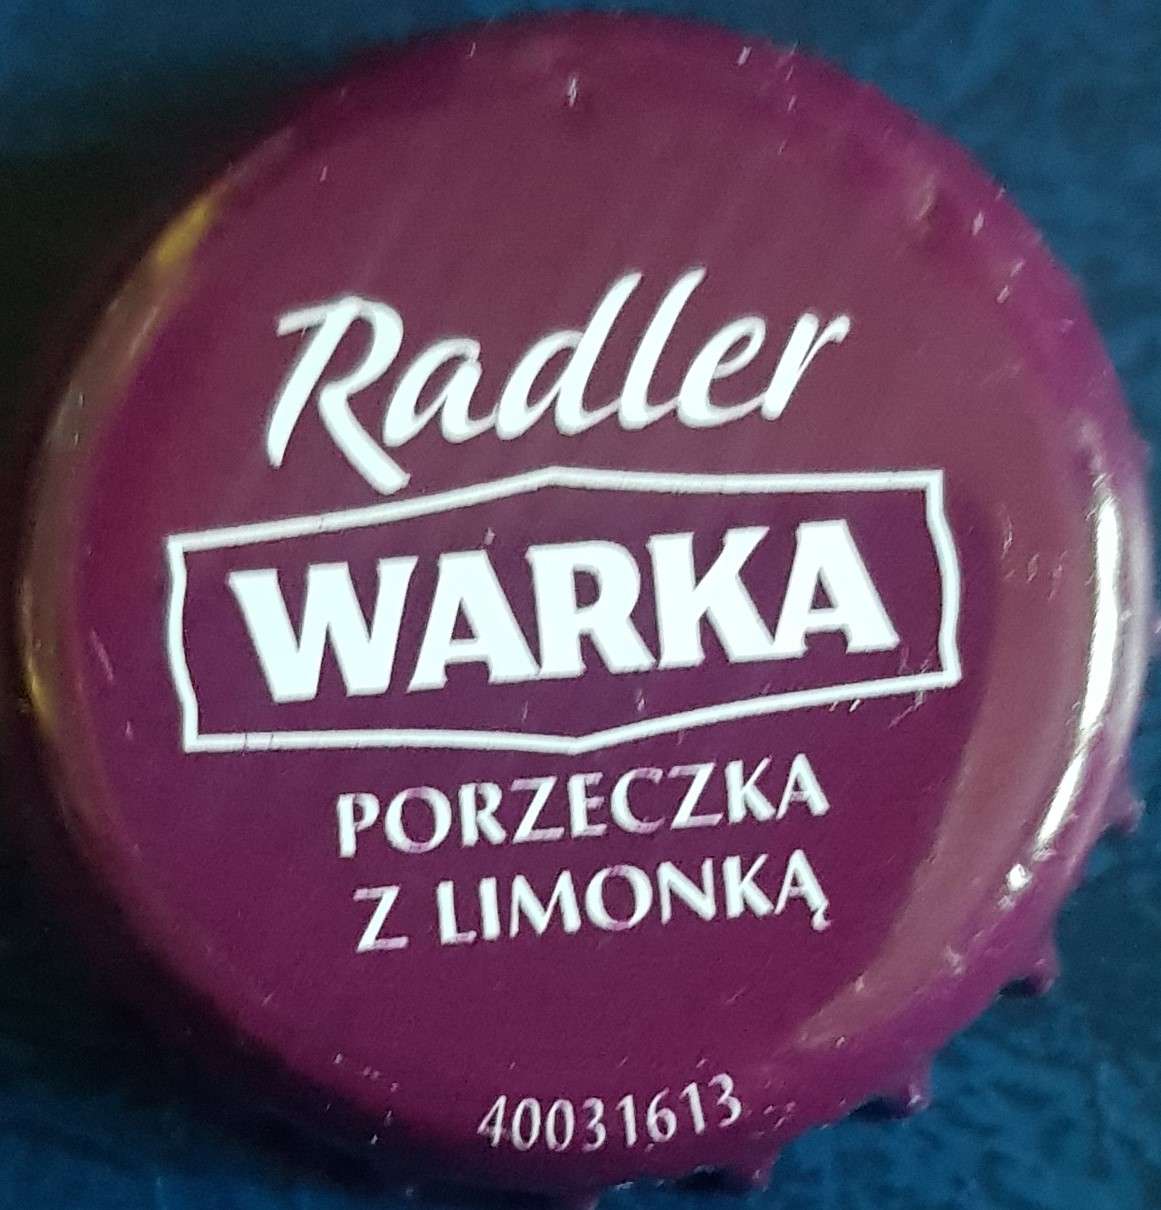 Radler
WARKA
PORZECZKA
Z LIMONKĄ
40031613